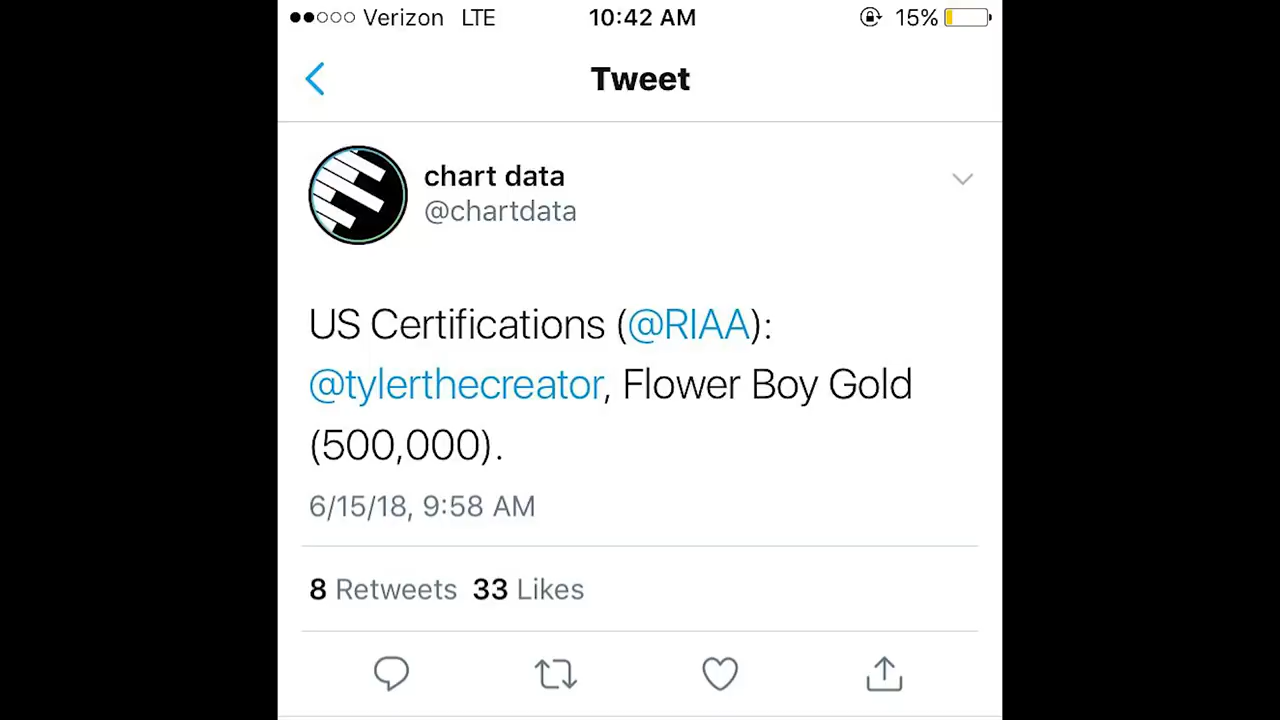 Verizon LTE 10:42 AM 15%
Tweet
chart data
@chartdata
US Certifications (@RIAA):
@tylerthecreator, Flower Boy Gold
(500,000).
6/15/18, 9:58 AM
8 Retweets 33 Likes